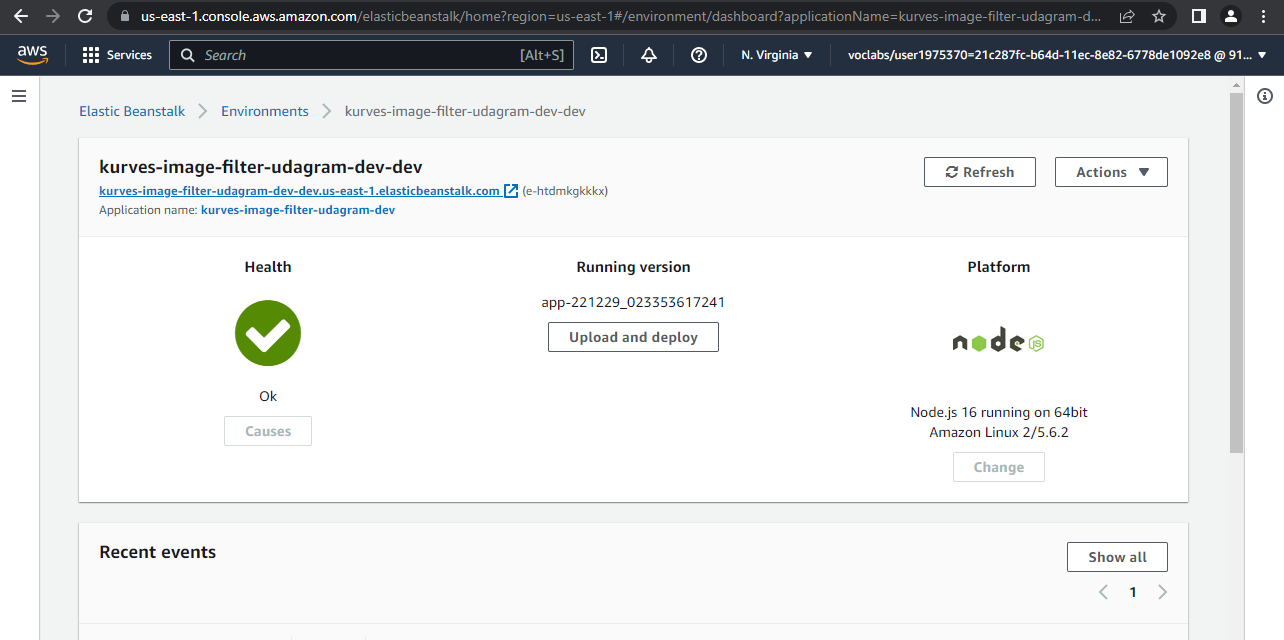 us-east-1.console.aws.amazon.com/elasticbeanstalk/home?region=us-east-1#/environment/dashboard?applicationName=kurves-image-filter-udagram-d...
aws Services Search [Alt+S] N. Virginia voclabs/user1975370=21c287fc-b64d-11ec-8e82-6778de1092e8 @ 91...
Elastic Beanstalk Environments kurves-image-filter-udagram-dev-dev
kurves-image-filter-udagram-dev-dev
Refresh
Actions
kurves-image-filter-udagram-dev-dev.us-east-1.elasticbeanstalk.com (e-htdmkgkkkx)
Application name: kurves-image-filter-udagram-dev
Health
Ok
Causes
Running version
app-221229_023353617241
Upload and deploy
Platform
node JS
Node.js 16 running on 64bit
Amazon Linux 2/5.6.2
Change
Recent events
Show all
1